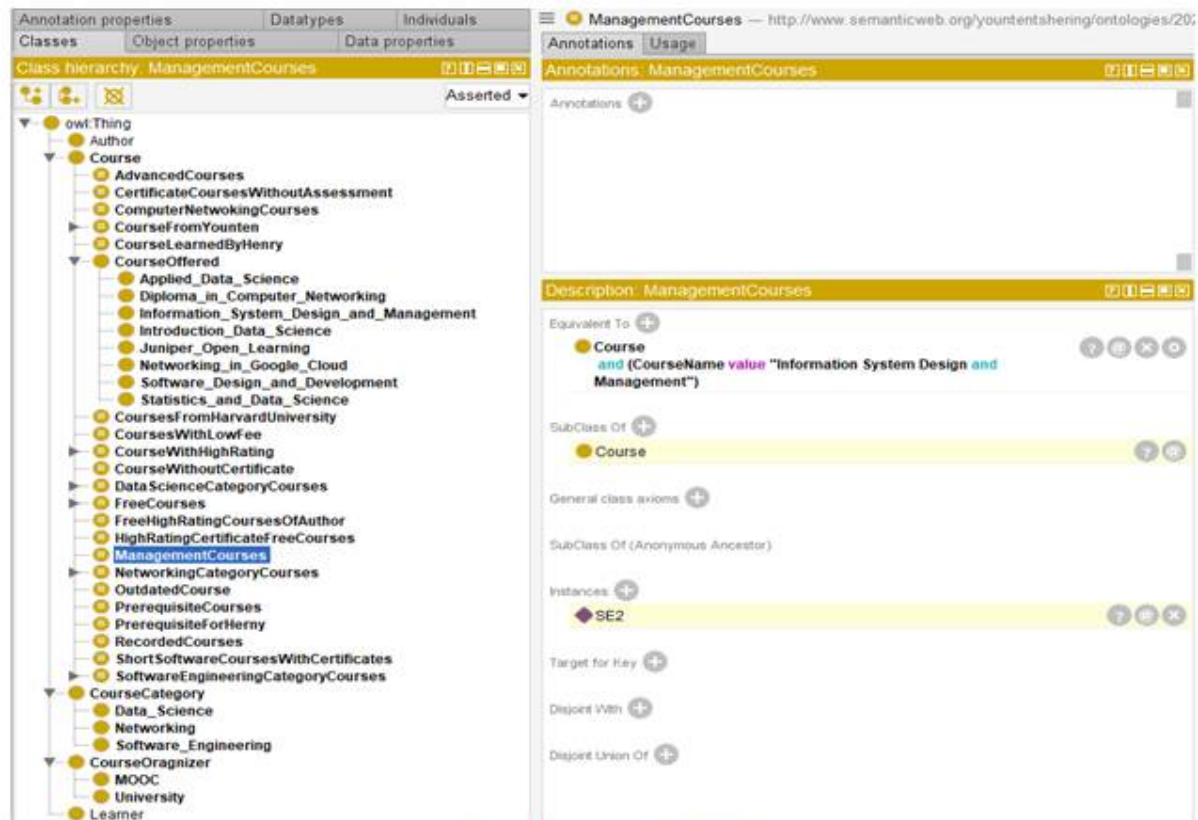 Annotation properties Datatypes Individuals
Classes Object properties Data properties
Class hierarchy: ManagementCourses
Asserted
owl:Thing
Author
Course
AdvancedCourses
CertificateCoursesWithoutAssessment
ComputerNetwokingCourses
CourseFromYounten
CourseLearnedByHenry
CourseOffered
Applied_Data_Science
Diploma_in_Computer_Networking
Information_System_Design_and_Management
Introduction_Data_Science
Juniper_Open_Learning
Networking_in_Google_Cloud
Software_Design_and_Development
Statistics_and_Data_Science
CoursesFromHarvardUniversity
CoursesWithLowFee
CourseWithHighRating
CourseWithoutCertificate
DataScienceCategoryCourses
FreeCourses
FreeHighRatingCoursesOfAuthor
HighRatingCertificateFreeCourses
ManagementCourses
NetworkingCategoryCourses
OutdatedCourse
PrerequisiteCourses
PrerequisiteForHerny
RecordedCourses
ShortSoftwareCoursesWithCertificates
SoftwareEngineeringCategoryCourses
CourseCategory
Data_Science
Networking
Software_Engineering
CourseOragnizer
MOOC
University
Learner
ManagementCourses — http://www.semanticweb.org/yountentshering/ontologies/202
Annotations Usage
Annotations: ManagementCourses
Annotations
Description: ManagementCourses
Equivalent To
Course
and (CourseName value "Information System Design and
Management")
SubClass Of
Course
General class axioms
SubClass Of (Anonymous Ancestor)
Instances
SE2
Target for Key
Disjoint With
Disjoint Union Of